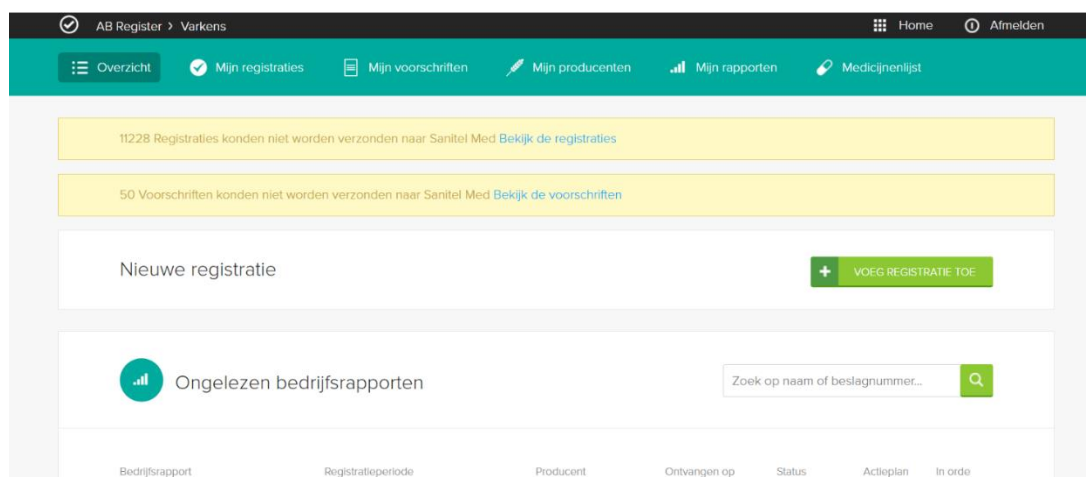 AB Register > Varkens
Home
Afmelden
Overzicht
Mijn registraties
Mijn voorschriften
Mijn producenten
Mijn rapporten
Medicijnenlijst
11228 Registraties konden niet worden verzonden naar Sanitel Med Bekijk de registraties
50 Voorschriften konden niet worden verzonden naar Sanitel Med Bekijk de voorschriften
Nieuwe registratie
VOEG REGISTRATIE TOE
Ongelezen bedrijfsrapporten
Zoek op naam of beslagnummer...
Bedrijfsrapport
Registratieperiode
Producent
Ontvangen op
Status
Actieplan
In orde